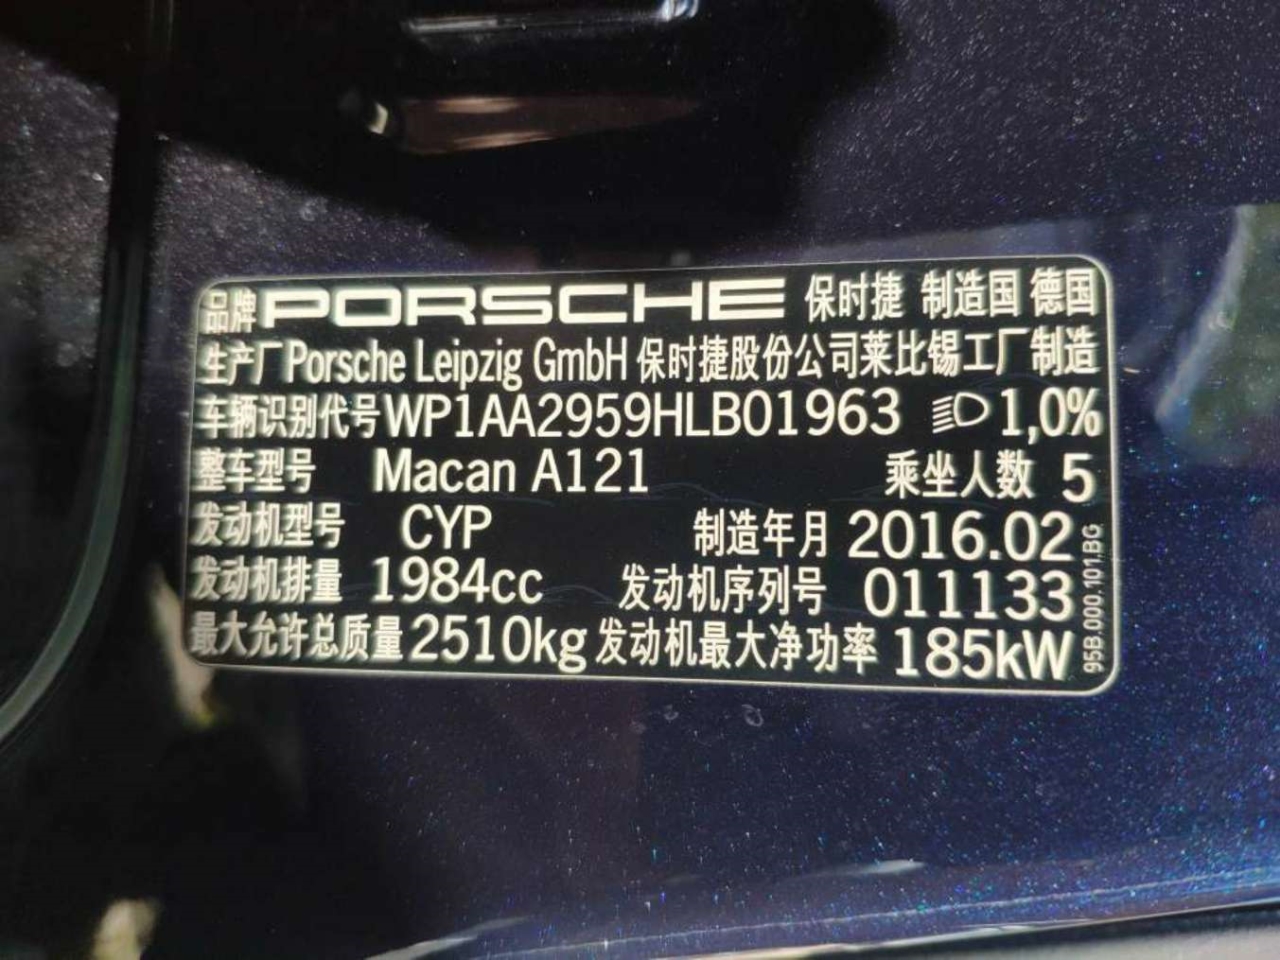 品牌 PORSCHE 保时捷 制造国 德国
生产厂 Porsche Leipzig GmbH 保时捷股份公司莱比锡工厂制造
车辆识别代号 WP1AA2959HLB01963 1,0%
整车型号 Macan A121 乘坐人数 5
发动机型号 CYP 制造年月 2016.02
发动机排量 1984cc 发动机序列号 011133
最大允许总质量 2510kg 发动机最大净功率 185kW
95B.000.101.BG